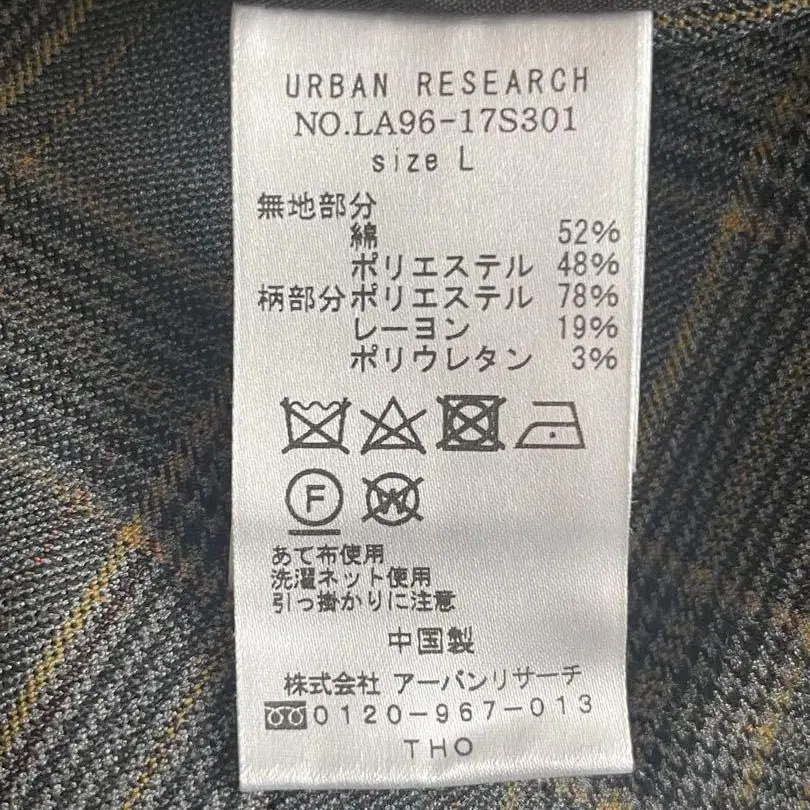 URBAN RESEARCH
NO.LA96-17S301
size L
無地部分
綿 52%
ポリエステル 48%
柄部分ポリエステル 78%
レーヨン 19%
ポリウレタン 3%
F W
あて布使用
洗濯ネット使用
引っ掛かりに注意
中国製
株式会社 アーバンリサーチ
0120-967-013
THO